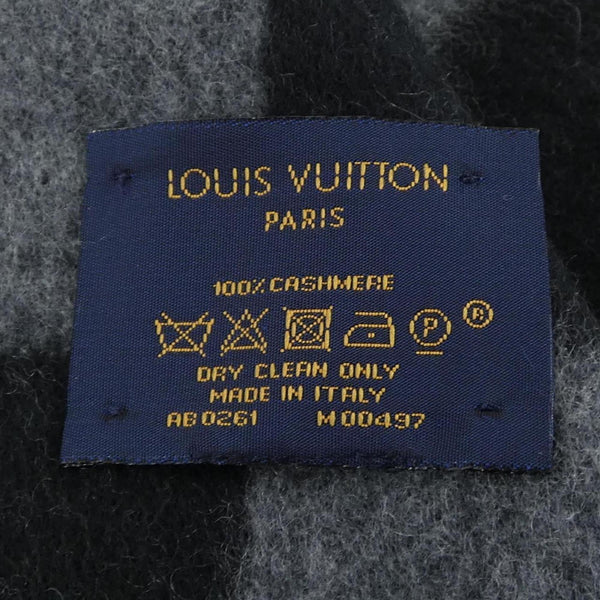 LOUIS VUITTON
PARIS
100% CASHMERE
P ®
DRY CLEAN ONLY
MADE IN ITALY
AB0261 M00497